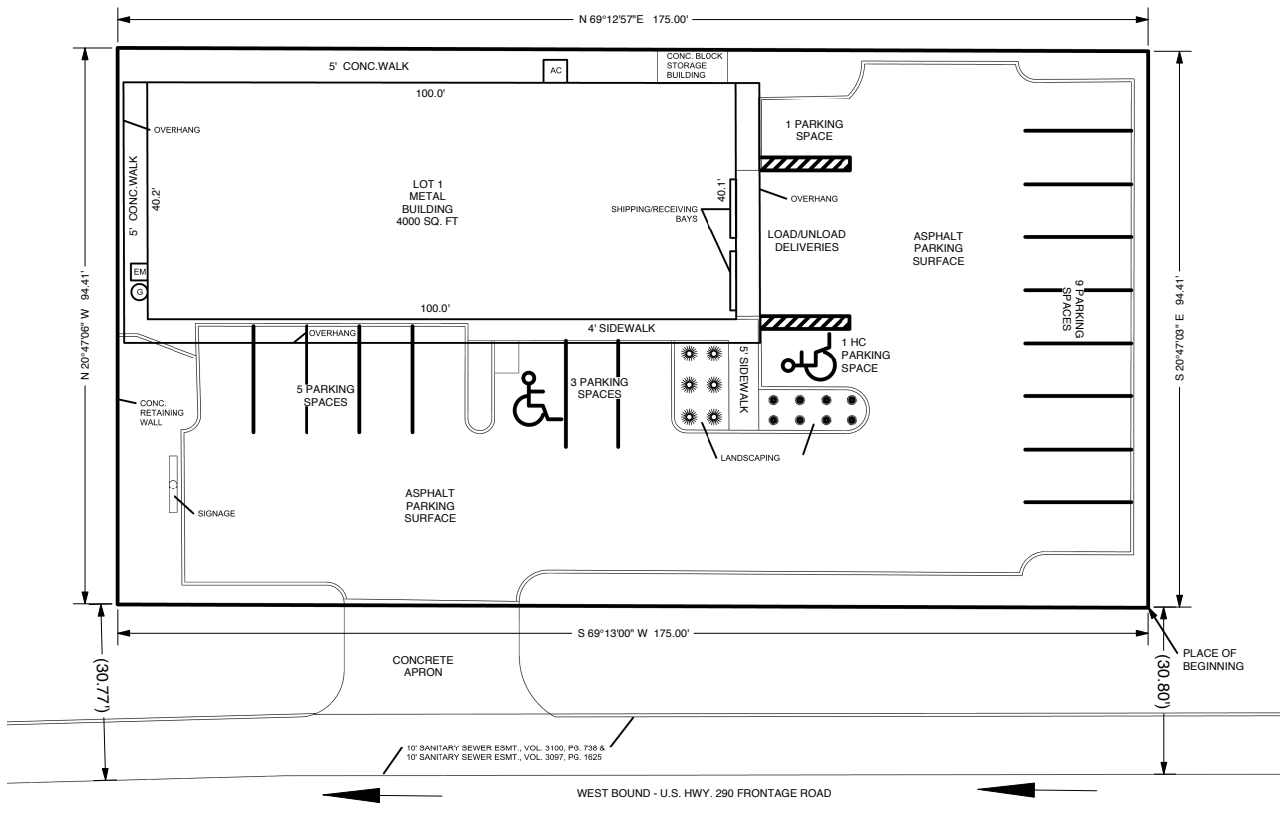 N 69°12'57"E 175.00'
5' CONC.WALK
AC
CONC. BLOCK
STORAGE
BUILDING
100.0'
OVERHANG
1 PARKING
SPACE
5' CONC.WALK
40.2'
LOT 1
METAL
BUILDING
4000 SQ. FT
40.1'
SHIPPING/RECEIVING
BAYS
OVERHANG
LOAD/UNLOAD
DELIVERIES
ASPHALT
PARKING
SURFACE
EM
G
N 20°47'06" W 94.41'
S 20°47'03" E 94.41'
9 PARKING
SPACES
100.0'
4' SIDEWALK
OVERHANG
1 HC
PARKING
SPACE
5' SIDEWALK
5 PARKING
SPACES
3 PARKING
SPACES
CONC.
RETAINING
WALL
LANDSCAPING
SIGNAGE
ASPHALT
PARKING
SURFACE
S 69°13'00" W 175.00'
(30.77')
CONCRETE
APRON
(30.80')
PLACE OF
BEGINNING
10' SANITARY SEWER ESMT., VOL. 3100, PG. 738 &
10' SANITARY SEWER ESMT., VOL. 3097, PG. 1625
WEST BOUND - U.S. HWY. 290 FRONTAGE ROAD